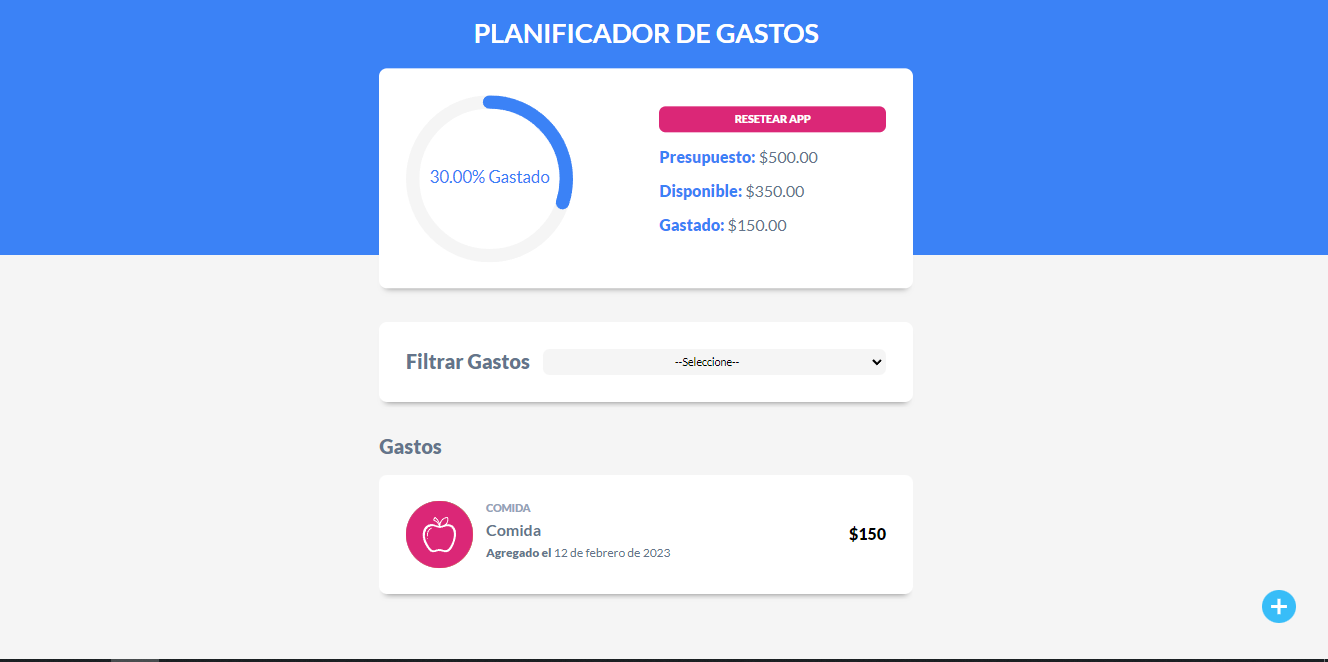 PLANIFICADOR DE GASTOS
30.00% Gastado
RESETEAR APP
Presupuesto: $500.00
Disponible: $350.00
Gastado: $150.00
Filtrar Gastos
--Seleccione--
Gastos
COMIDA
Comida
Agregado el 12 de febrero de 2023
$150